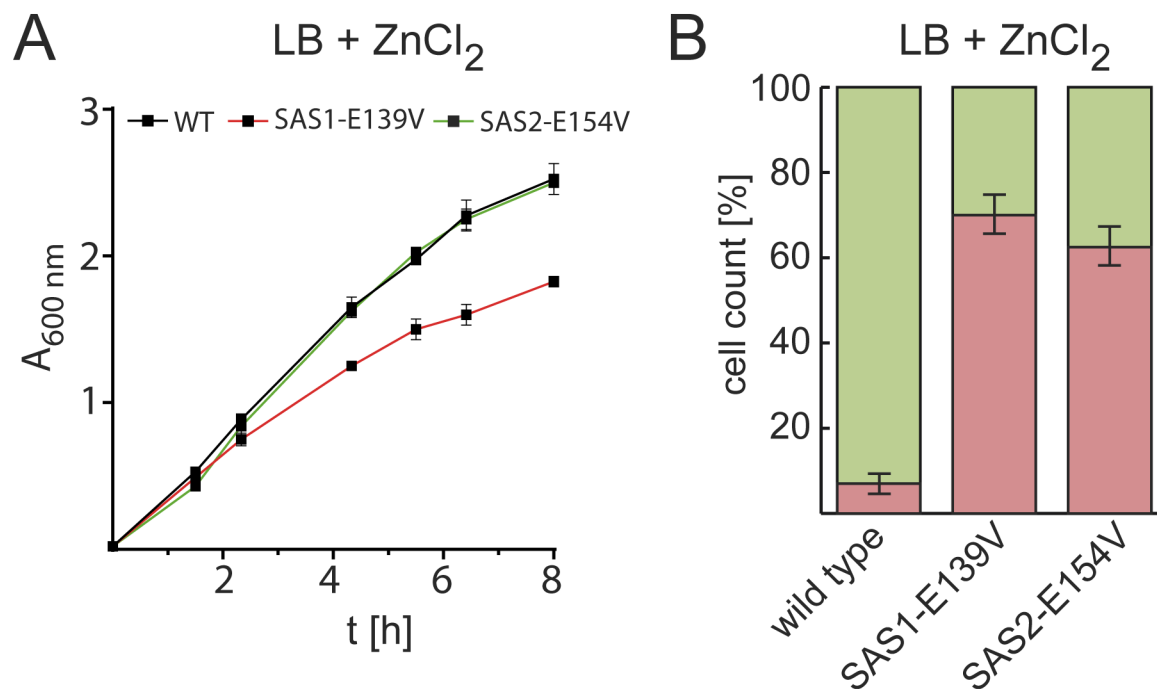 A
LB + ZnCl₂
WT SAS1-E139V SAS2-E154V
3
2
1
A₆₀₀ ₙₘ
2 4 6 8
t [h]
B
LB + ZnCl₂
100
80
60
40
20
cell count [%]
wild type
SAS1-E139V
SAS2-E154V